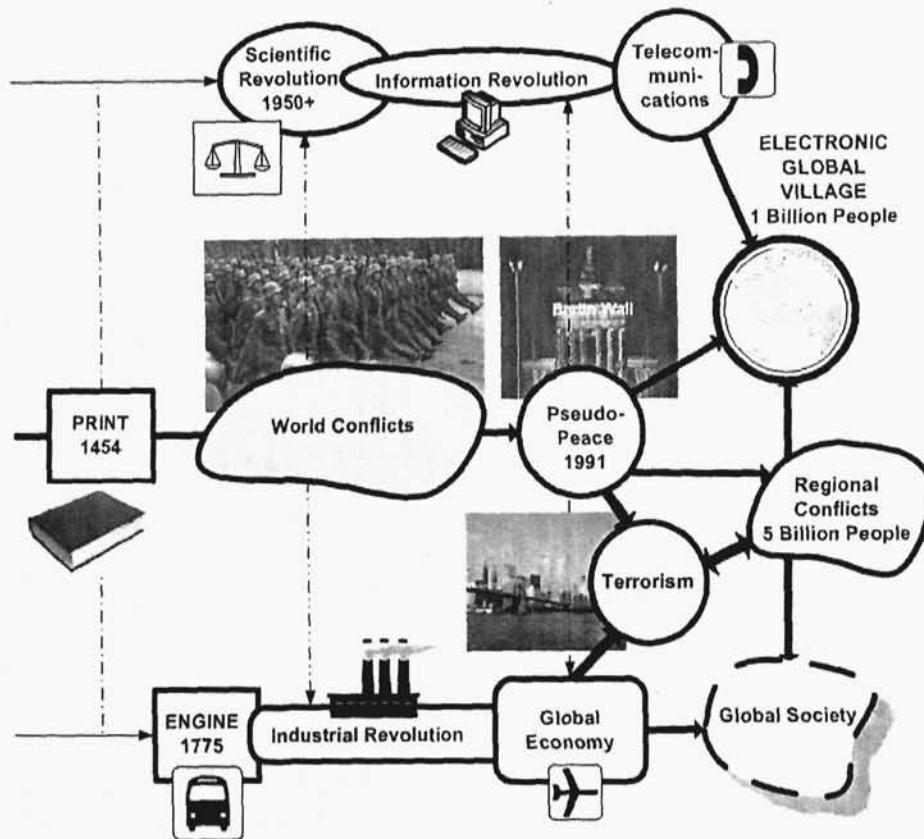 Scientific
Revolution
1950+
Information Revolution
Telecom-
muni-
cations
ELECTRONIC
GLOBAL
VILLAGE
1 Billion People
Berlin Wall
PRINT
1454
World Conflicts
Pseudo-
Peace
1991
Regional
Conflicts
5 Billion People
Terrorism
ENGINE
1775
Industrial Revolution
Global
Economy
Global Society